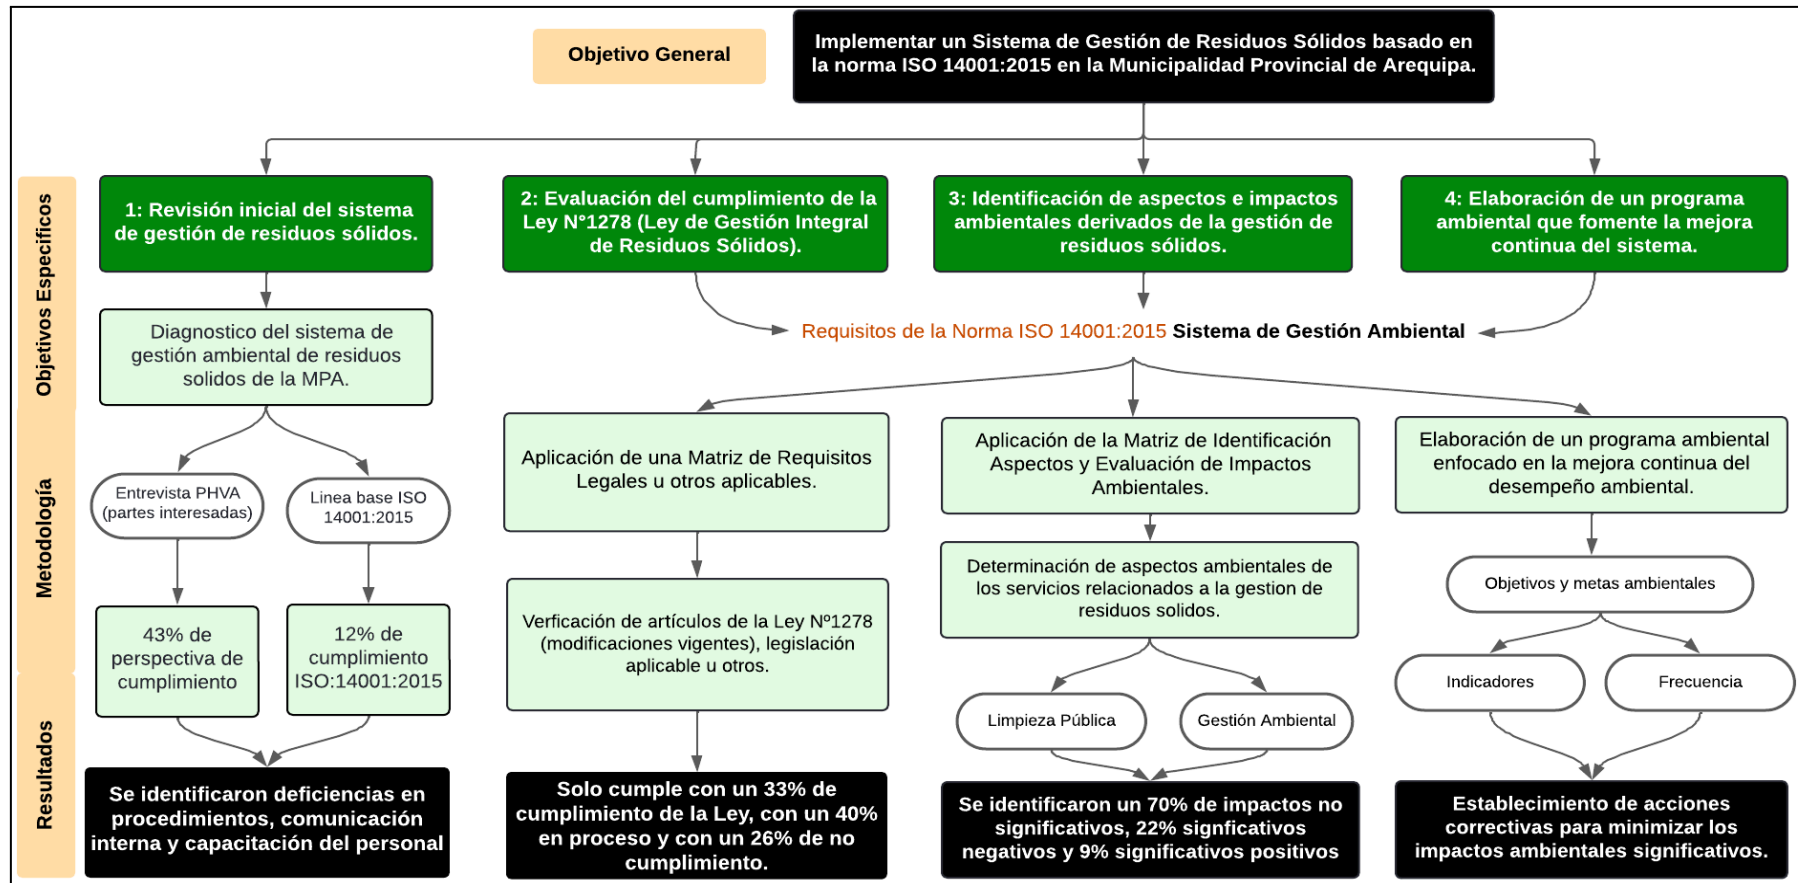 Objetivo General
Implementar un Sistema de Gestión de Residuos Sólidos basado en
la norma ISO 14001:2015 en la Municipalidad Provincial de Arequipa.
Objetivos Específicos
1: Revisión inicial del sistema
de gestión de residuos sólidos.
2: Evaluación del cumplimiento de la
Ley N°1278 (Ley de Gestión Integral
de Residuos Sólidos).
3: Identificación de aspectos e impactos
ambientales derivados de la gestión de
residuos sólidos.
4: Elaboración de un programa
ambiental que fomente la mejora
continua del sistema.
Diagnostico del sistema de
gestión ambiental de residuos
solidos de la MPA.
Requisitos de la Norma ISO 14001:2015 Sistema de Gestión Ambiental
Metodología
Entrevista PHVA
(partes interesadas)
Linea base ISO
14001:2015
Aplicación de una Matriz de Requisitos
Legales u otros aplicables.
Aplicación de la Matriz de Identificación
Aspectos y Evaluación de Impactos
Ambientales.
Elaboración de un programa ambiental
enfocado en la mejora continua del
desempeño ambiental.
43% de
perspectiva de
cumplimiento
12% de
cumplimiento
ISO:14001:2015
Verficación de artículos de la Ley Nº1278
(modificaciones vigentes), legislación
aplicable u otros.
Determinación de aspectos ambientales de
los servicios relacionados a la gestion de
residuos solidos.
Objetivos y metas ambientales
Indicadores
Frecuencia
Limpieza Pública
Gestión Ambiental
Resultados
Se identificaron deficiencias en
procedimientos, comunicación
interna y capacitación del personal
Solo cumple con un 33% de
cumplimiento de la Ley, con un 40%
en proceso y con un 26% de no
cumplimiento.
Se identificaron un 70% de impactos no
significativos, 22% signficativos
negativos y 9% significativos positivos
Establecimiento de acciones
correctivas para minimizar los
impactos ambientales significativos.